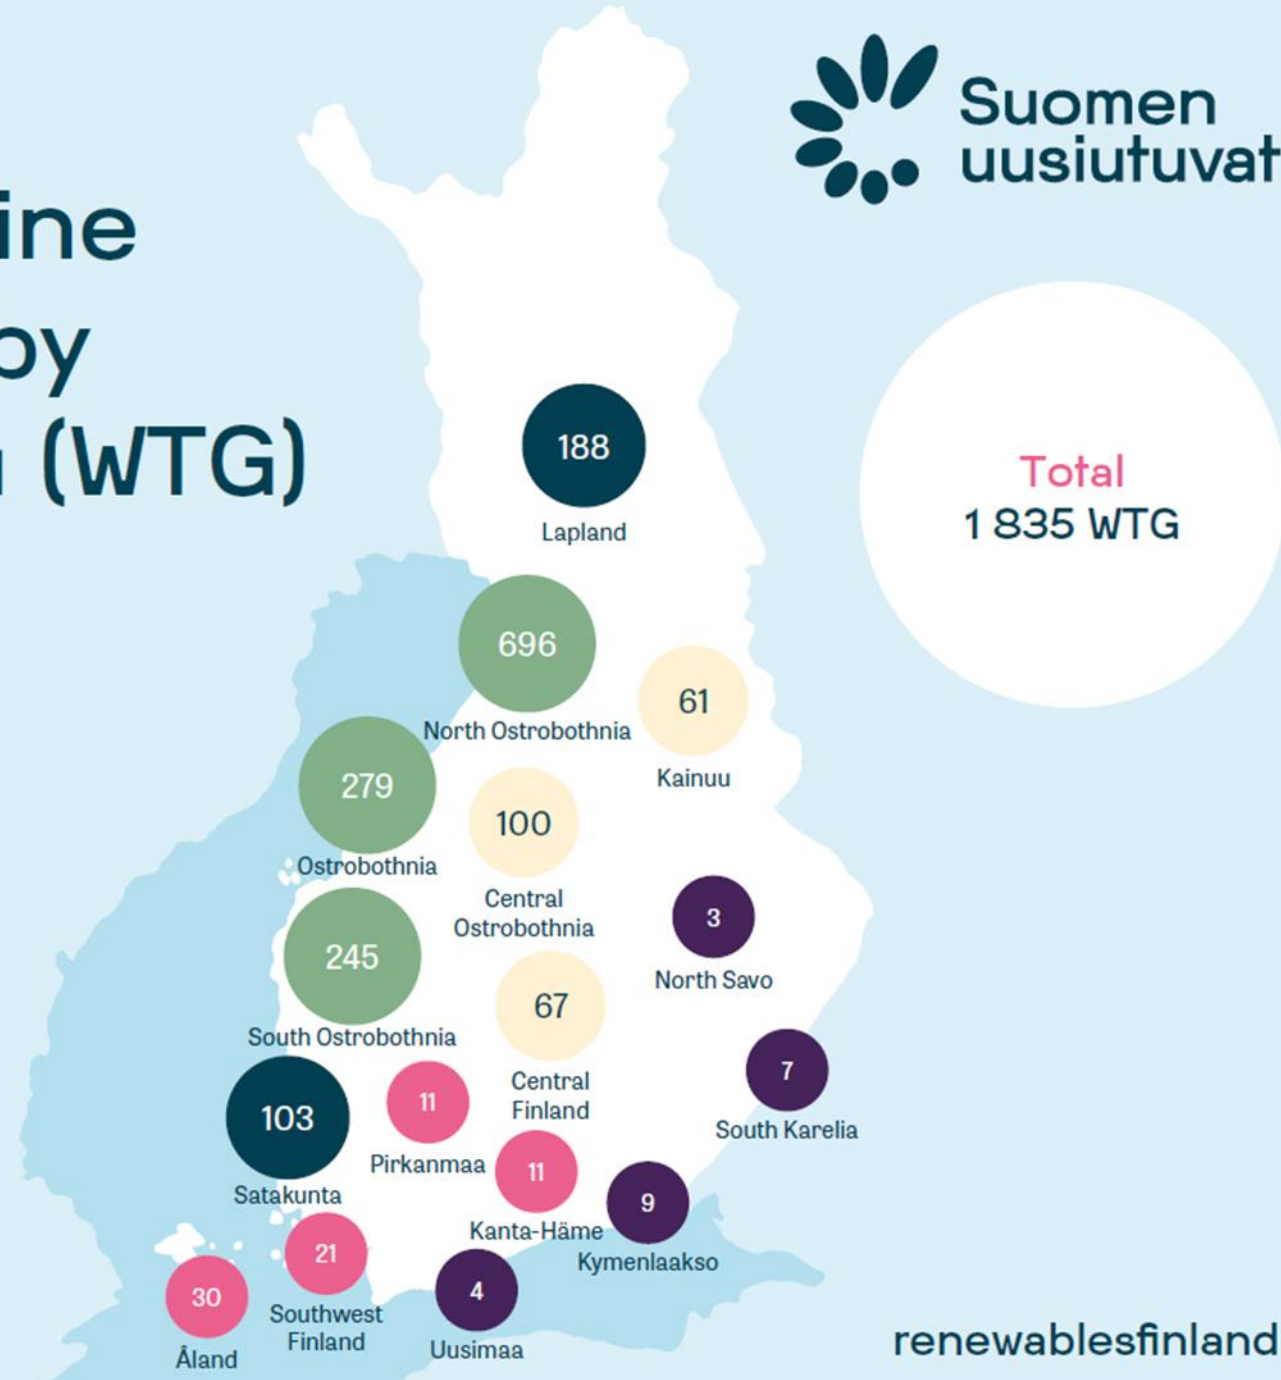 ine
by
(WTG)
Suomen
uusiutuvat
Total
1 835 WTG
188
Lapland
696
North Ostrobothnia
61
Kainuu
279
Ostrobothnia
100
Central
Ostrobothnia
3
North Savo
245
South Ostrobothnia
67
Central
Finland
7
South Karelia
103
Satakunta
11
Pirkanmaa
11
Kanta-Häme
9
Kymenlaakso
21
Southwest
Finland
30
Åland
4
Uusimaa
renewablesfinland